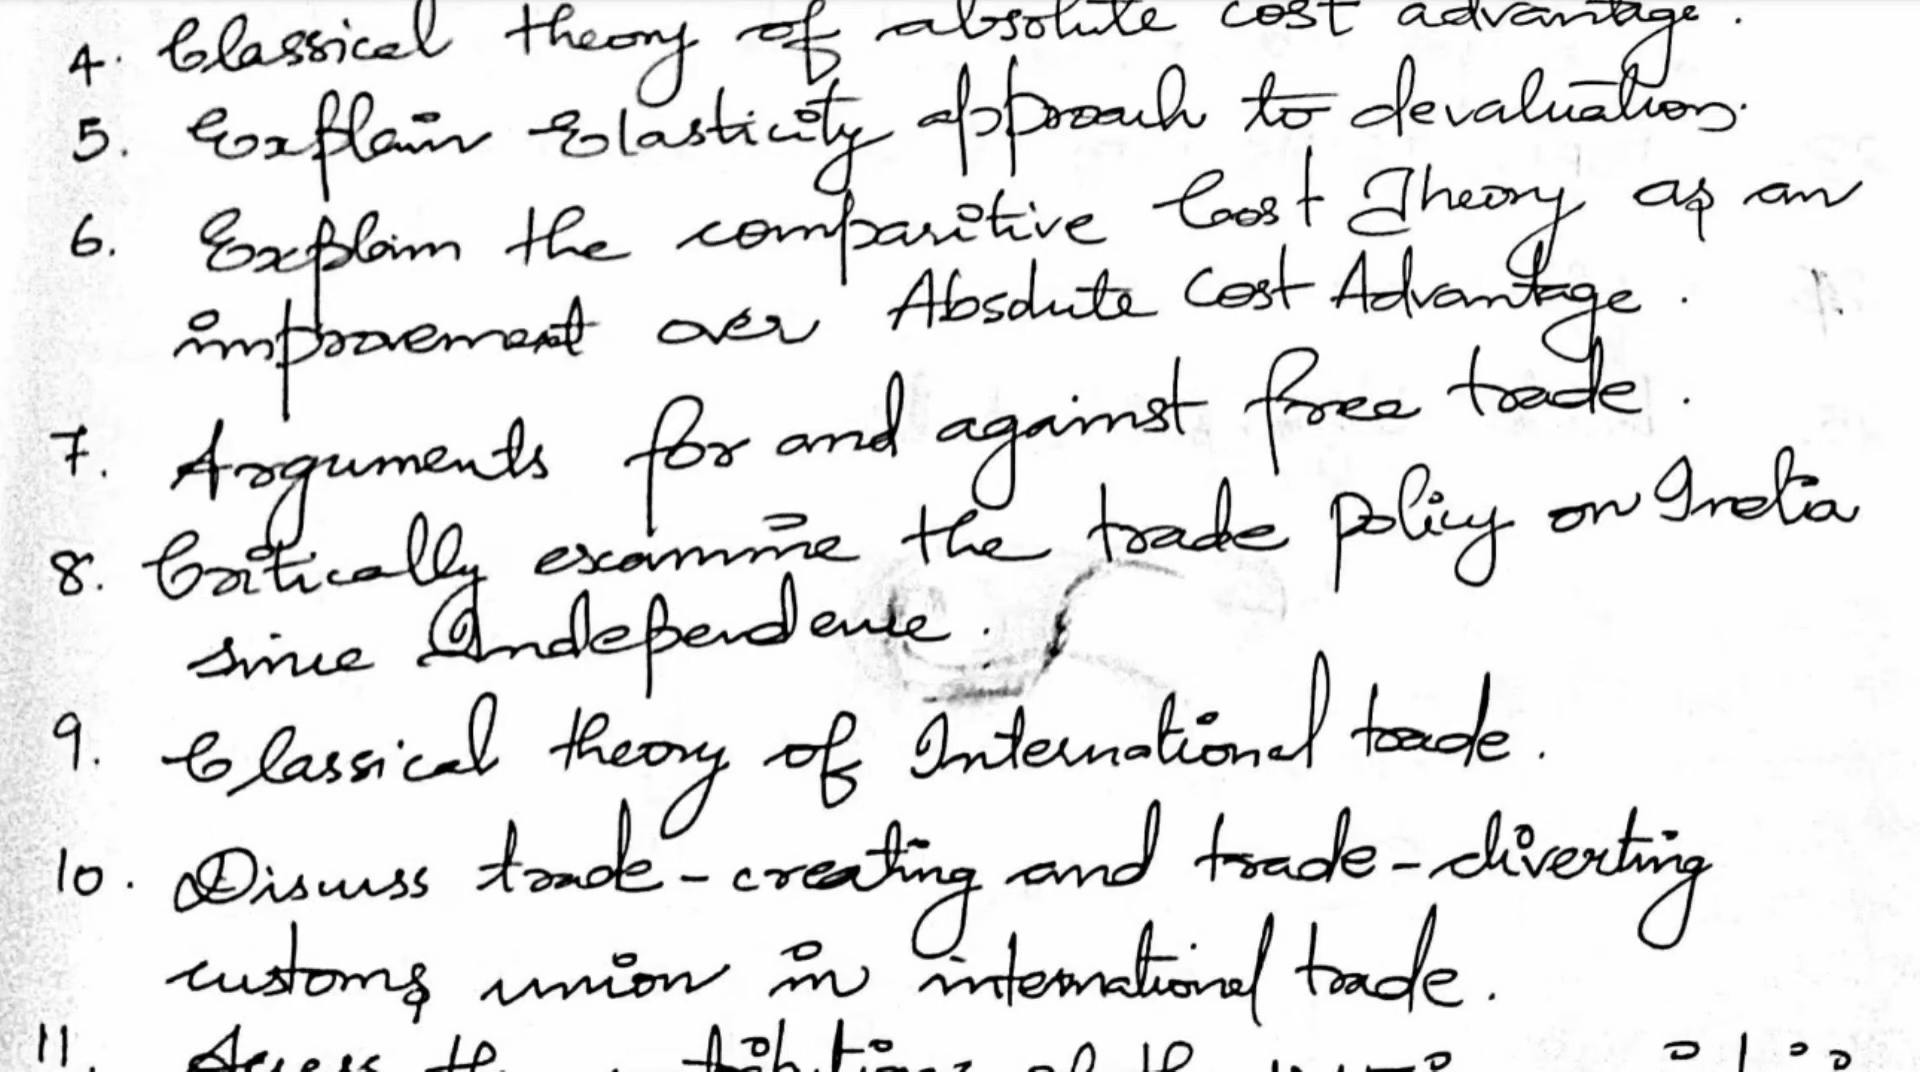 4. Classical theory of absolute cost advantage.
5. Explain Elasticity approach to devaluation.
6. Explain the comparitive Cost Theory as an
improvement over Absolute Cost Advantage.
7. Arguments for and against free trade.
8. Critically examine the trade policy on India
since Independence.
9. Classical theory of International trade.
10. Discuss trade-creating and trade-diverting
customs union in international trade.
11. Assess the